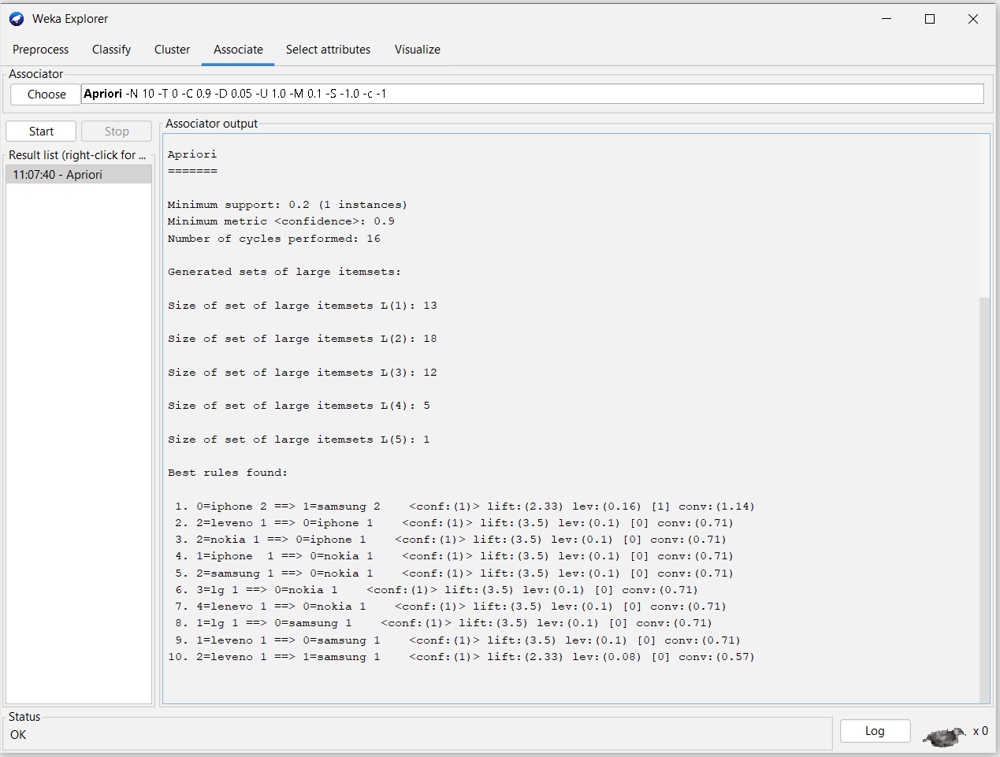 Weka Explorer
Preprocess Classify Cluster Associate Select attributes Visualize
Associator
Choose Apriori -N 10 -T 0 -C 0.9 -D 0.05 -U 1.0 -M 0.1 -S -1.0 -c -1
Start Stop
Result list (right-click for ...
11:07:40 - Apriori
Associator output
Apriori
=======
Minimum support: 0.2 (1 instances)
Minimum metric <confidence>: 0.9
Number of cycles performed: 16
Generated sets of large itemsets:
Size of set of large itemsets L(1): 13
Size of set of large itemsets L(2): 18
Size of set of large itemsets L(3): 12
Size of set of large itemsets L(4): 5
Size of set of large itemsets L(5): 1
Best rules found:
1. 0=iphone 2 ==> 1=samsung 2    <conf:(1)> lift:(2.33) lev:(0.16) [1] conv:(1.14)
2. 2=leveno 1 ==> 0=iphone 1    <conf:(1)> lift:(3.5) lev:(0.1) [0] conv:(0.71)
3. 2=nokia 1 ==> 0=iphone 1    <conf:(1)> lift:(3.5) lev:(0.1) [0] conv:(0.71)
4. 1=iphone  1 ==> 0=nokia 1    <conf:(1)> lift:(3.5) lev:(0.1) [0] conv:(0.71)
5. 2=samsung 1 ==> 0=nokia 1    <conf:(1)> lift:(3.5) lev:(0.1) [0] conv:(0.71)
6. 3=lg 1 ==> 0=nokia 1    <conf:(1)> lift:(3.5) lev:(0.1) [0] conv:(0.71)
7. 4=lenevo 1 ==> 0=nokia 1    <conf:(1)> lift:(3.5) lev:(0.1) [0] conv:(0.71)
8. 1=lg 1 ==> 0=samsung 1    <conf:(1)> lift:(3.5) lev:(0.1) [0] conv:(0.71)
9. 1=leveno 1 ==> 0=samsung 1    <conf:(1)> lift:(3.5) lev:(0.1) [0] conv:(0.71)
10. 2=leveno 1 ==> 1=samsung 1    <conf:(1)> lift:(2.33) lev:(0.08) [0] conv:(0.57)
Status
OK
Log
x 0